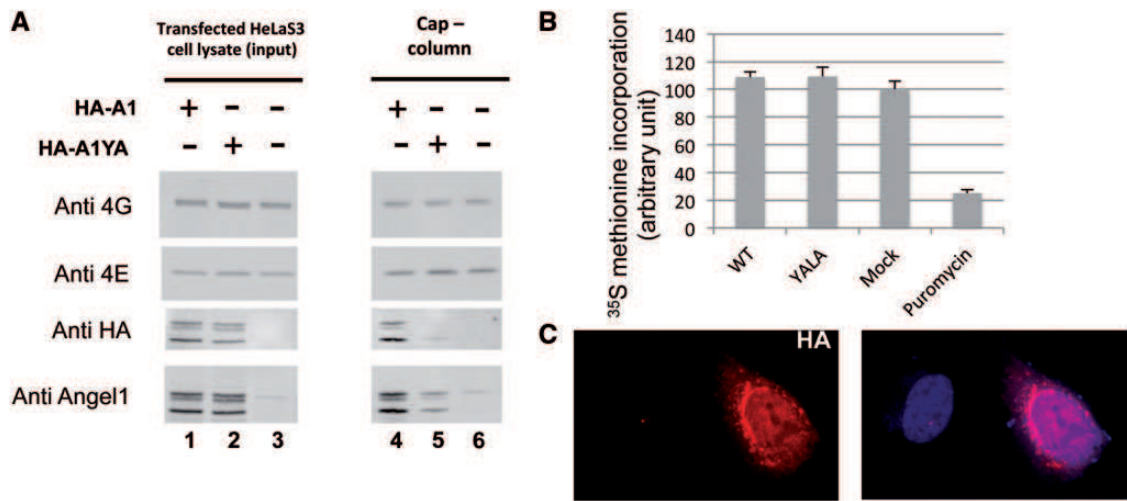 A
Transfected HeLaS3
cell lysate (input)
Cap –
column
HA-A1
+ – –
+ – –
HA-A1YA
– + –
– + –
Anti 4G
Anti 4E
Anti HA
Anti Angel1
1 2 3
4 5 6
B
35S methionine incorporation
(arbitrary unit)
140
120
100
80
60
40
20
0
WT
YALA
Mock
Puromycin
C
HA